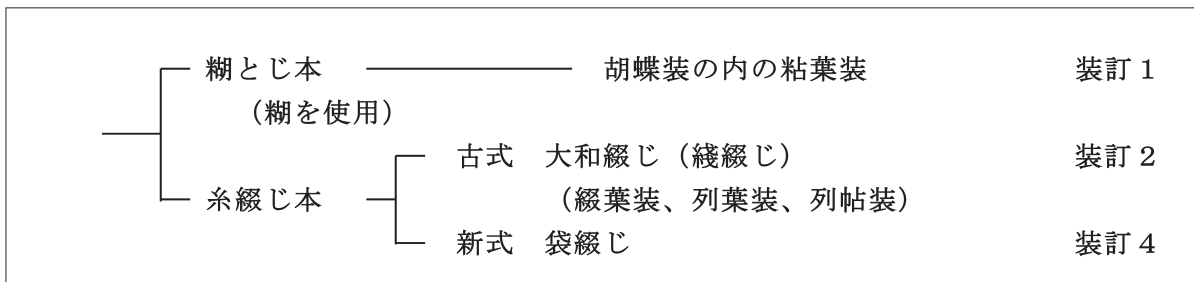 糊とじ本 胡蝶装の内の粘葉装 装訂1
(糊を使用)
古式 大和綴じ(綫綴じ) 装訂2
糸綴じ本 (綴葉装、列葉装、列帖装)
新式 袋綴じ 装訂4